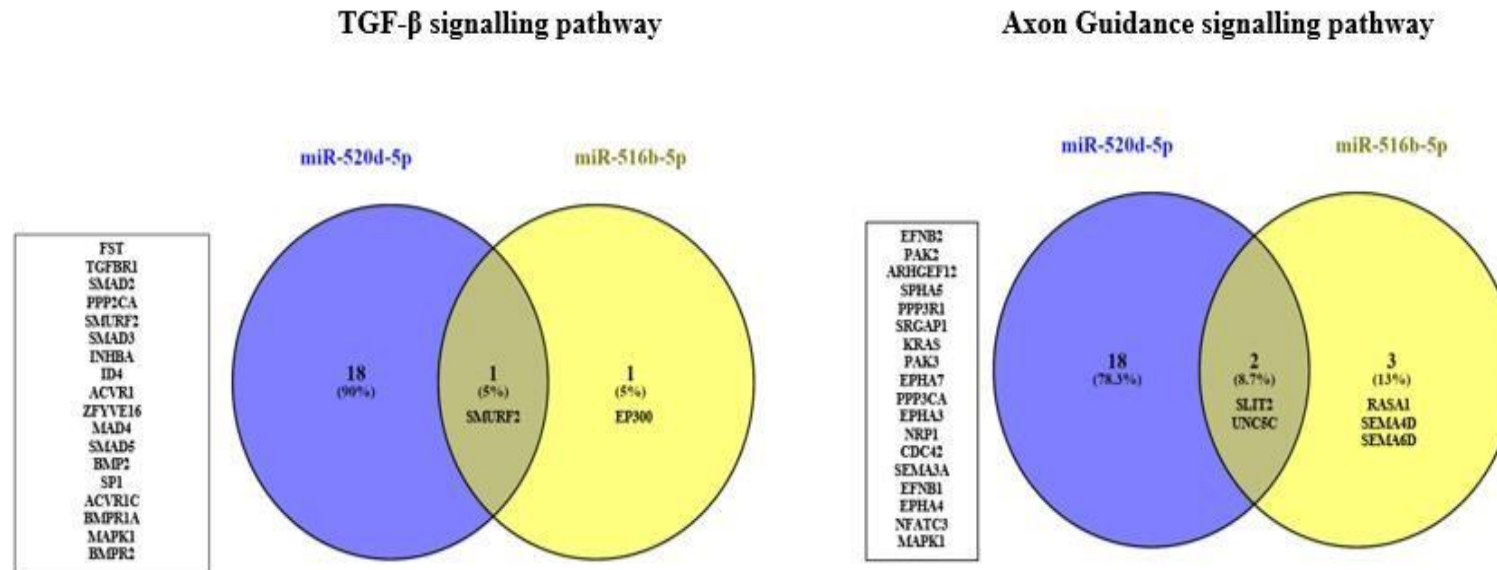 TGF-β signalling pathway
miR-520d-5p
miR-516b-5p
FST
TGFBR1
SMAD2
PPP2CA
SMURF2
SMAD3
INHBA
ID4
ACVR1
ZFYVE16
MAD4
SMAD5
BMP2
SP1
ACVR1C
BMPR1A
MAPK1
BMPR2
18
(90%)
1
(5%)
SMURF2
1
(5%)
EP300
Axon Guidance signalling pathway
miR-520d-5p
miR-516b-5p
EFNB2
PAK2
ARHGEF12
SPHA5
PPP3R1
SRGAP1
KRAS
PAK3
EPHA7
PPP3CA
EPHA3
NRP1
CDC42
SEMA3A
EFNB1
EPHA4
NFATC3
MAPK1
18
(78.3%)
2
(8.7%)
SLIT2
UNC5C
3
(13%)
RASA1
SEMA4D
SEMA6D